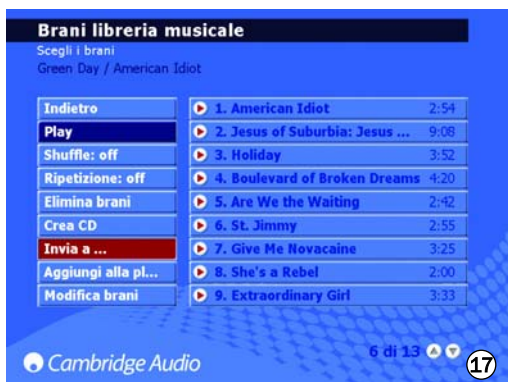 Brani libreria musicale
Scegli i brani
Green Day / American Idiot
Indietro
Play
Shuffle: off
Ripetizione: off
Elimina brani
Crea CD
Invia a ...
Aggiungi alla pl...
Modifica brani
1. American Idiot 2:54
2. Jesus of Suburbia: Jesus ... 9:08
3. Holiday 3:52
4. Boulevard of Broken Dreams 4:20
5. Are We the Waiting 2:42
6. St. Jimmy 2:55
7. Give Me Novacaine 3:25
8. She's a Rebel 2:00
9. Extraordinary Girl 3:33
6 di 13
Cambridge Audio
17